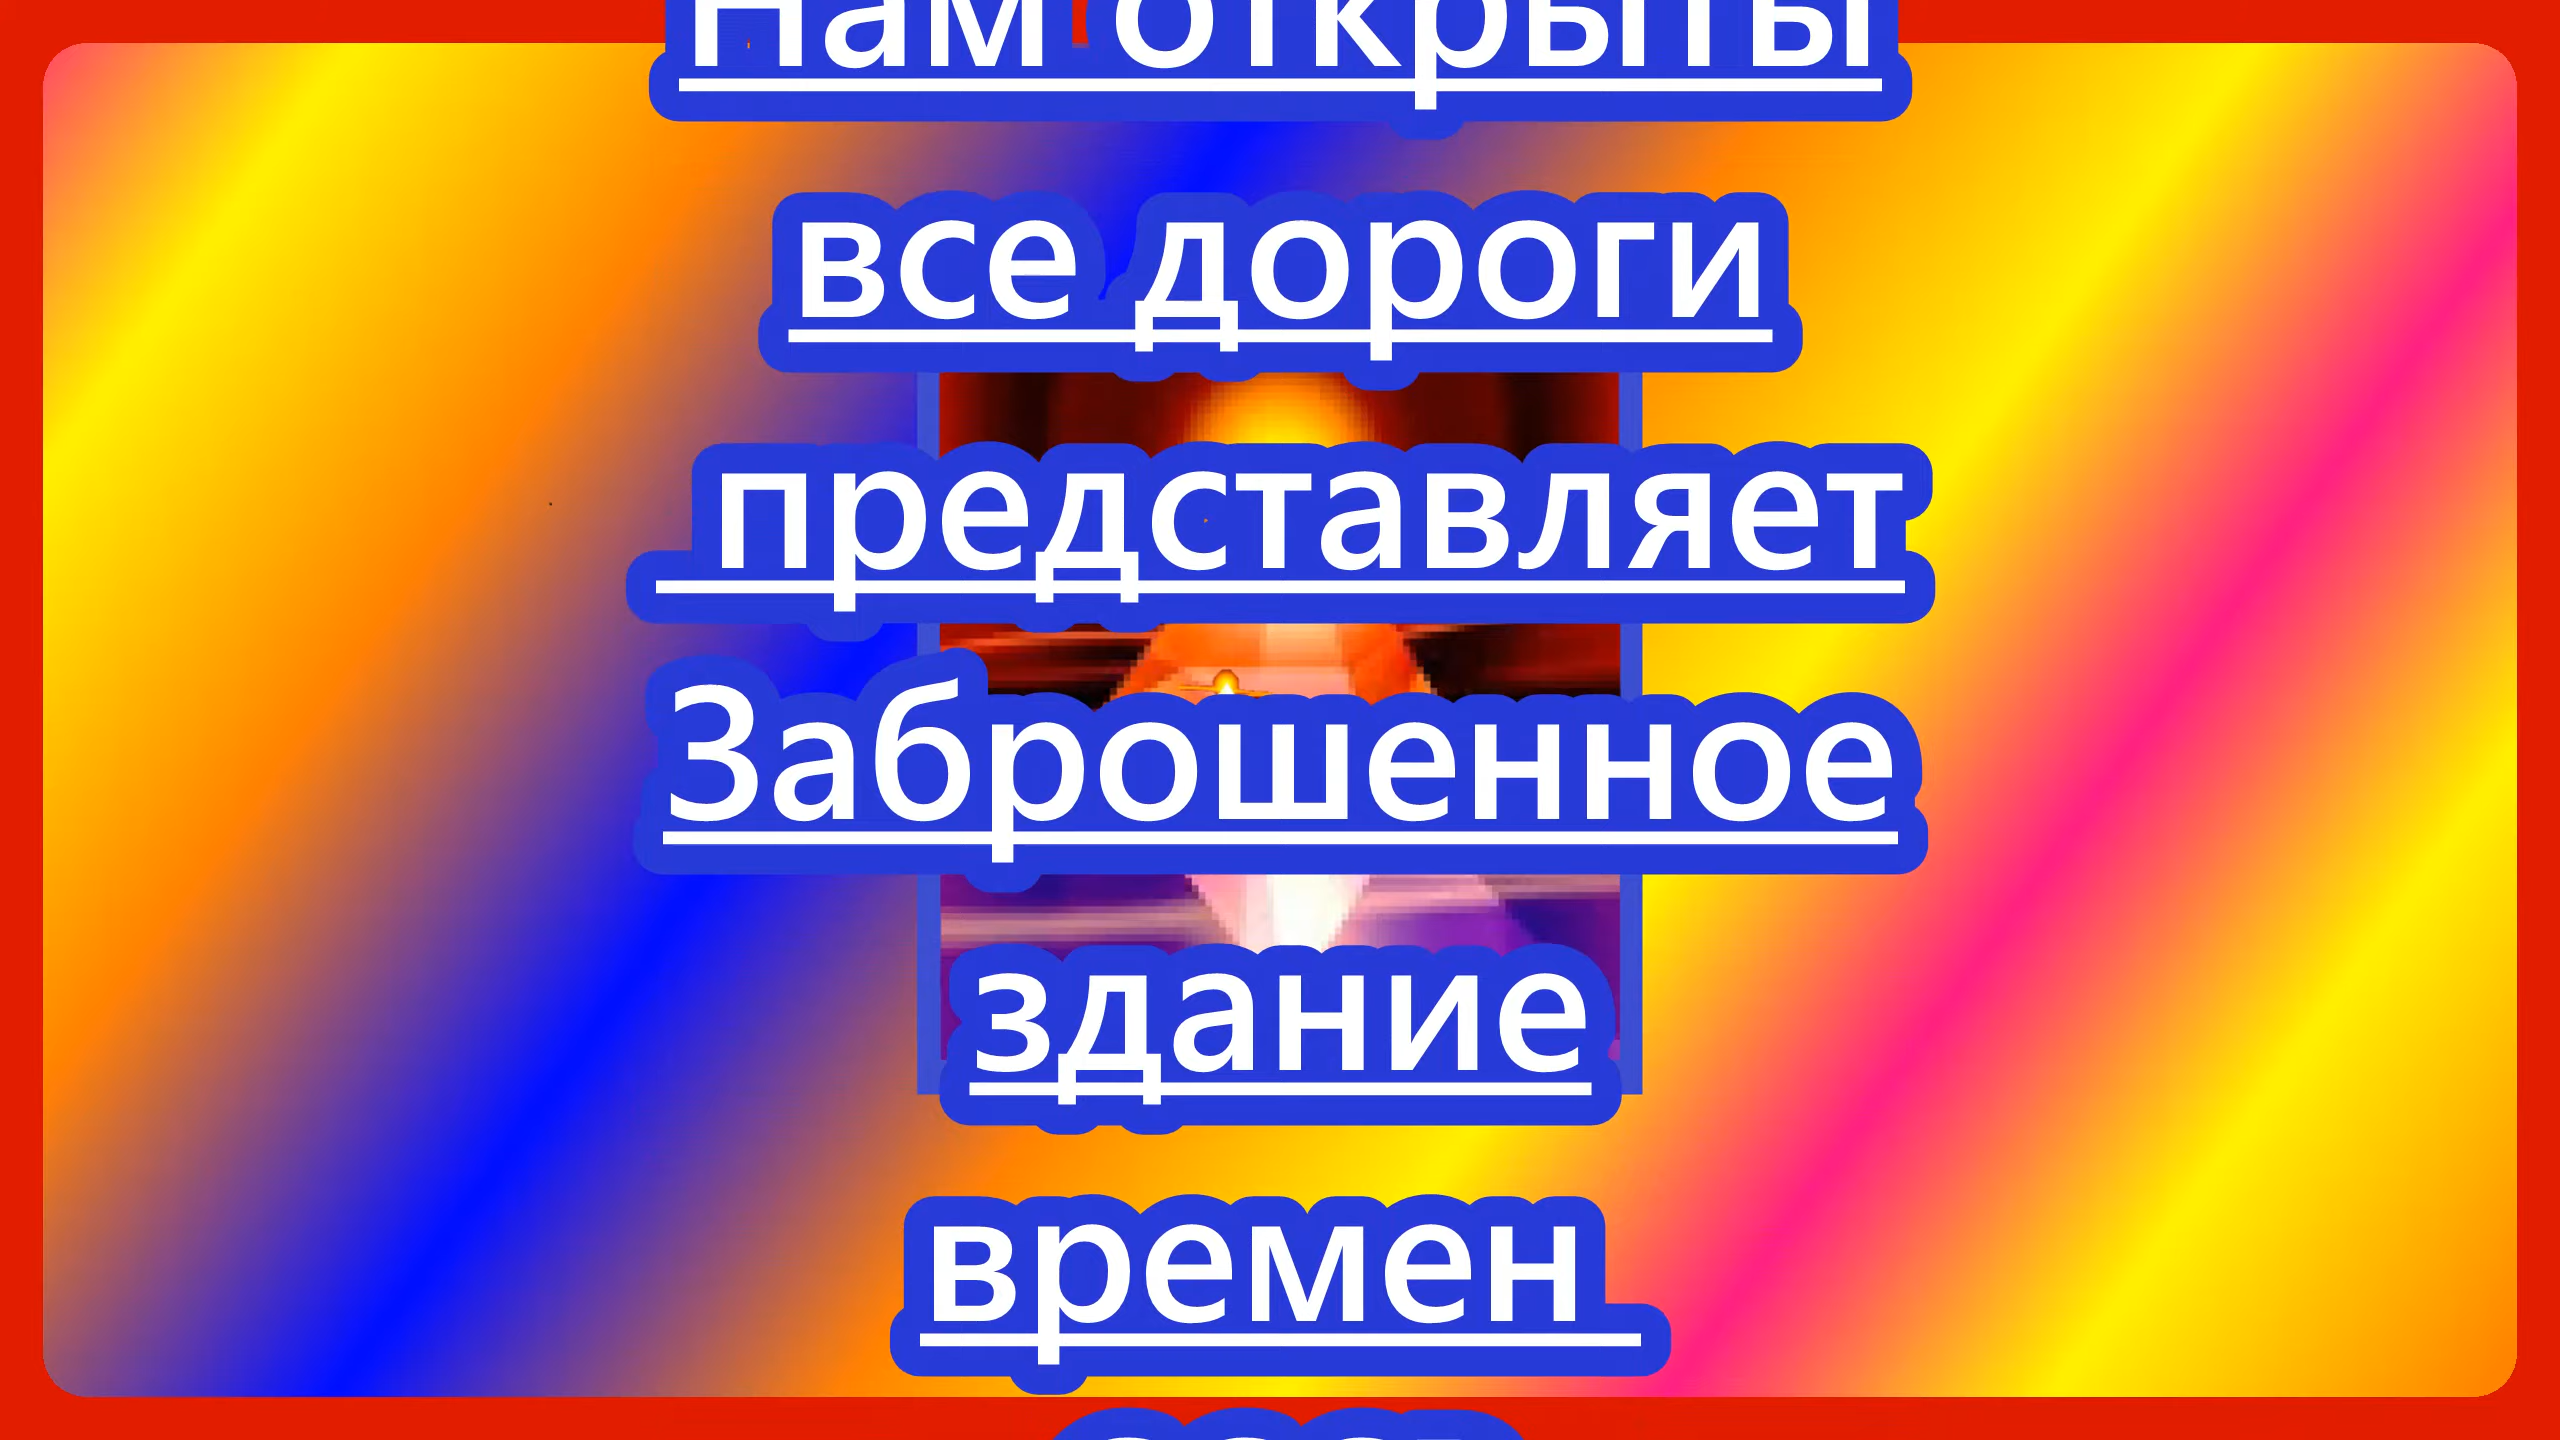 Нам открыты
все дороги
представляет
Заброшенное
здание
времен